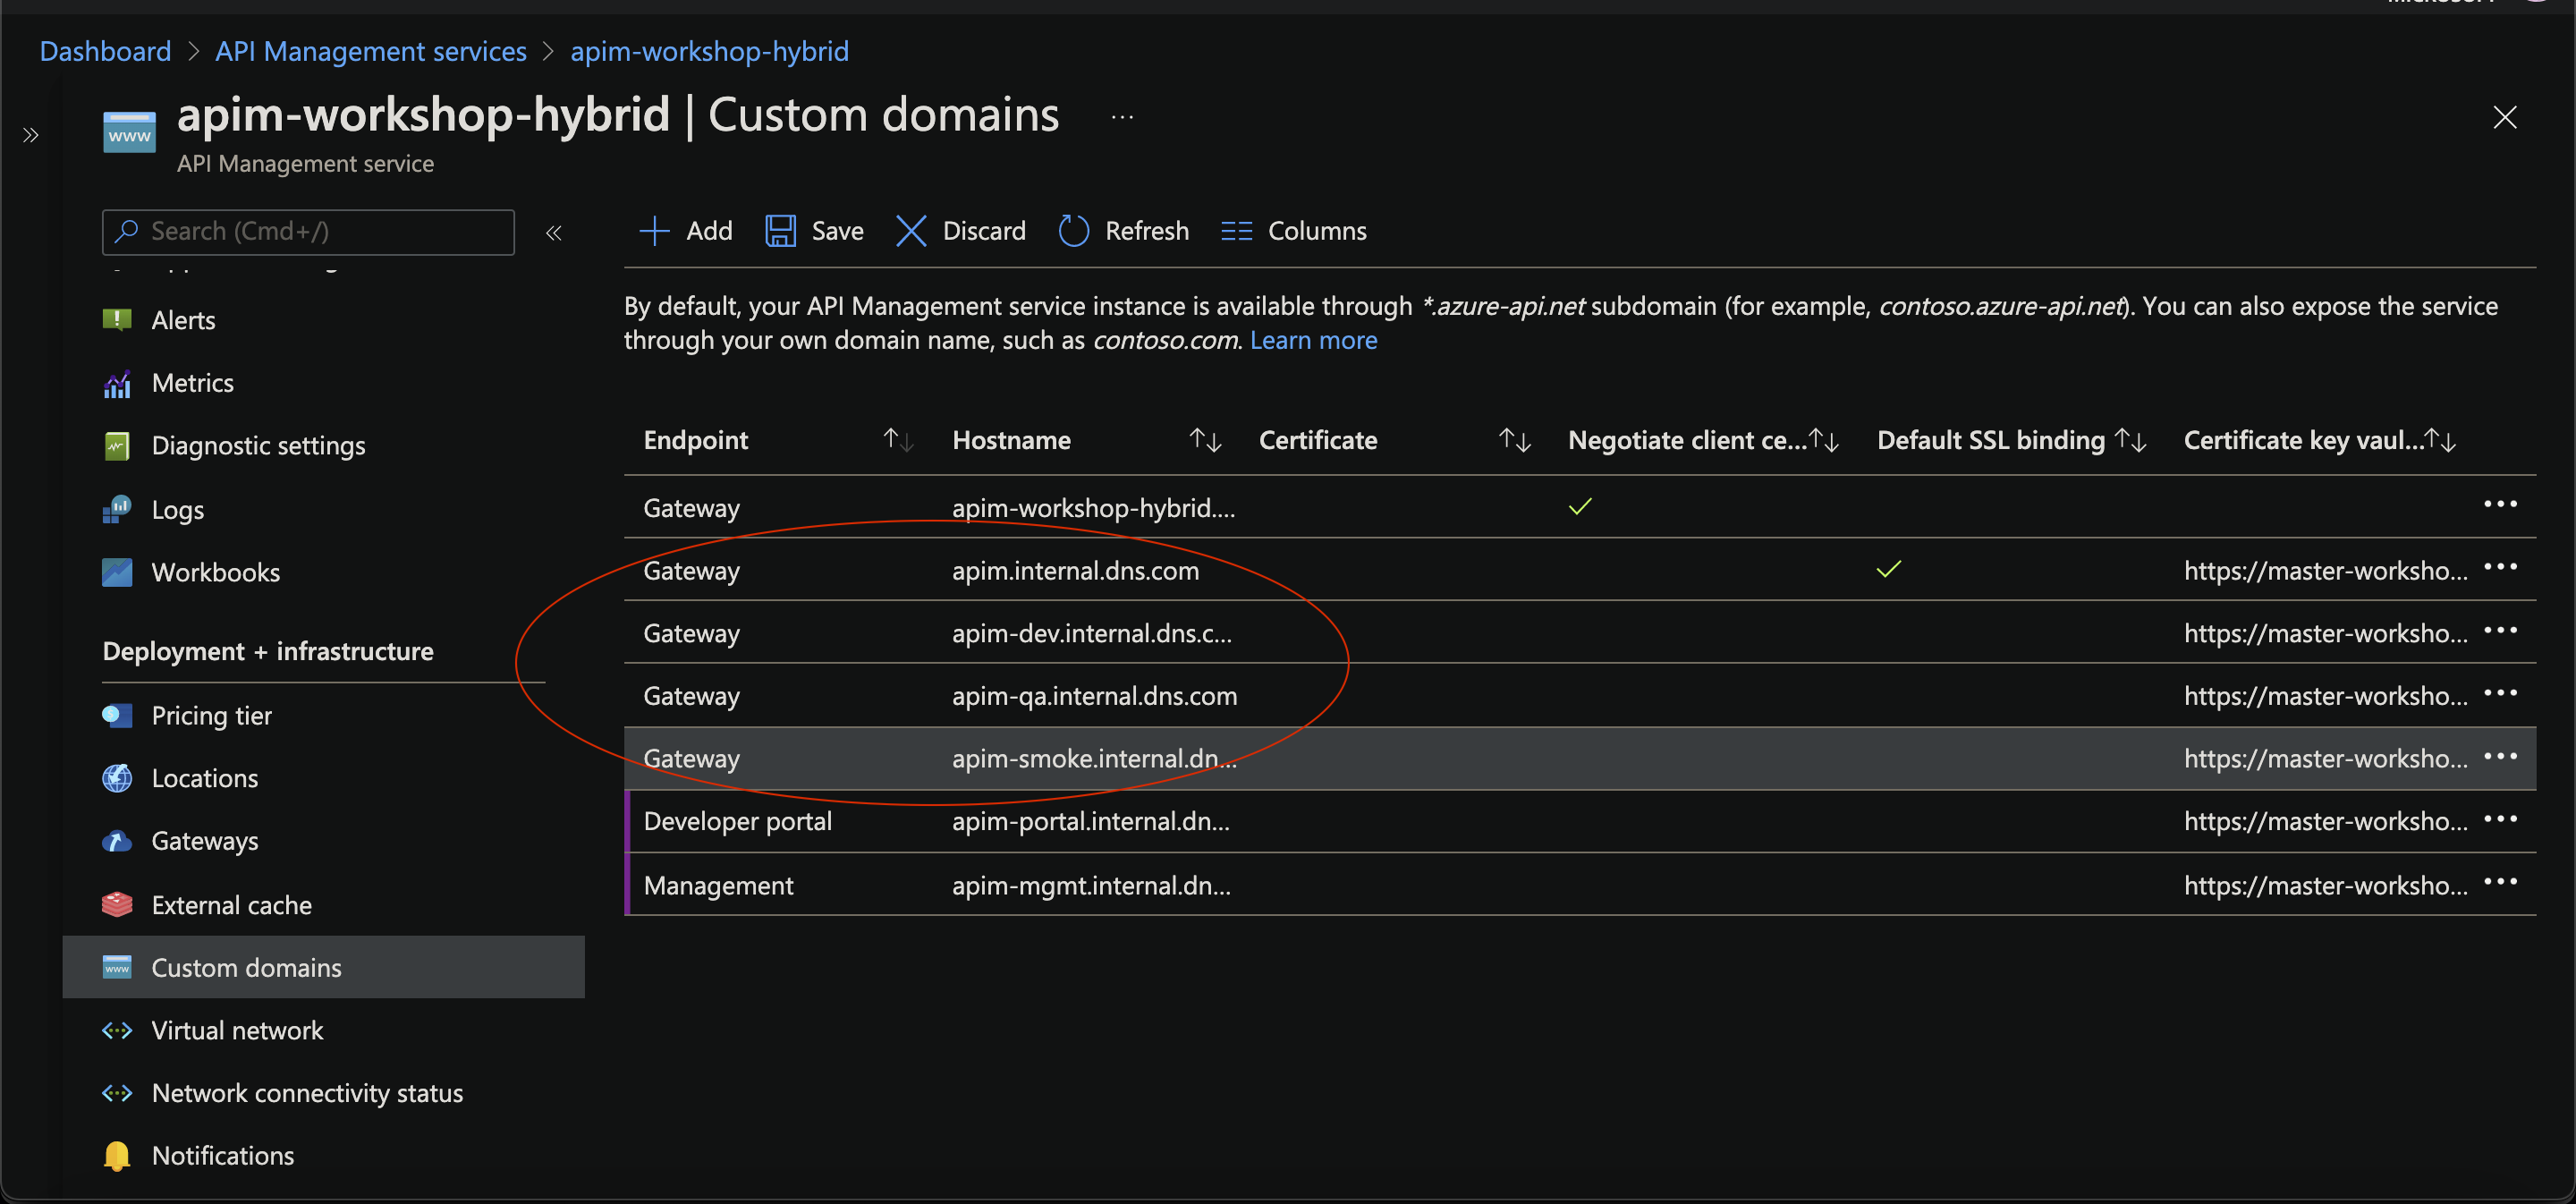 Dashboard > API Management services > apim-workshop-hybrid
apim-workshop-hybrid | Custom domains ...
API Management service
Search (Cmd+/)
Add Save Discard Refresh Columns
By default, your API Management service instance is available through *.azure-api.net subdomain (for example, contoso.azure-api.net). You can also expose the service
through your own domain name, such as contoso.com. Learn more
Alerts
Metrics
Diagnostic settings
Logs
Workbooks
Deployment + infrastructure
Pricing tier
Locations
Gateways
External cache
Custom domains
Virtual network
Network connectivity status
Notifications
Endpoint Hostname Certificate Negotiate client ce... Default SSL binding Certificate key vaul...
Gateway apim-workshop-hybrid....
Gateway apim.internal.dns.com https://master-worksho...
Gateway apim-dev.internal.dns.c... https://master-worksho...
Gateway apim-qa.internal.dns.com https://master-worksho...
Gateway apim-smoke.internal.dn... https://master-worksho...
Developer portal apim-portal.internal.dn... https://master-worksho...
Management apim-mgmt.internal.dn... https://master-worksho...